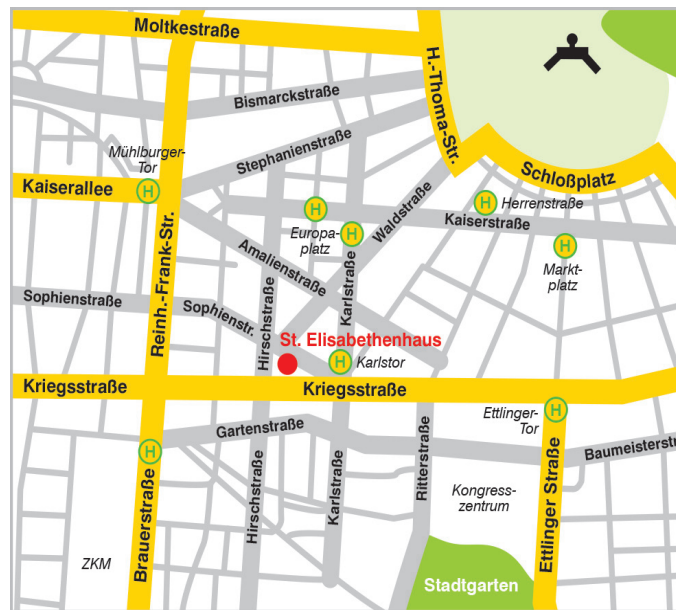 Moltkestraße
H.-Thoma-Str.
Bismarckstraße
Stephanienstraße
Mühlburger-
Tor
Kaiserallee
H
Schloßplatz
H
Herrenstraße
H
Europa-
platz
H
Waldstraße
Kaiserstraße
H
Markt-
platz
Reinh.-Frank-Str.
Amalienstraße
Karlstraße
Hirschstraße
Sophienstraße
Sophienstr.
St. Elisabethenhaus
H
Karlstor
Kriegsstraße
Kriegsstraße
H
Ettlinger-
Tor
Gartenstraße
H
Baumeisterstr
Hirschstraße
Karlstraße
Ritterstraße
Kongress-
zentrum
Ettlinger Straße
Brauerstraße
ZKM
Stadtgarten